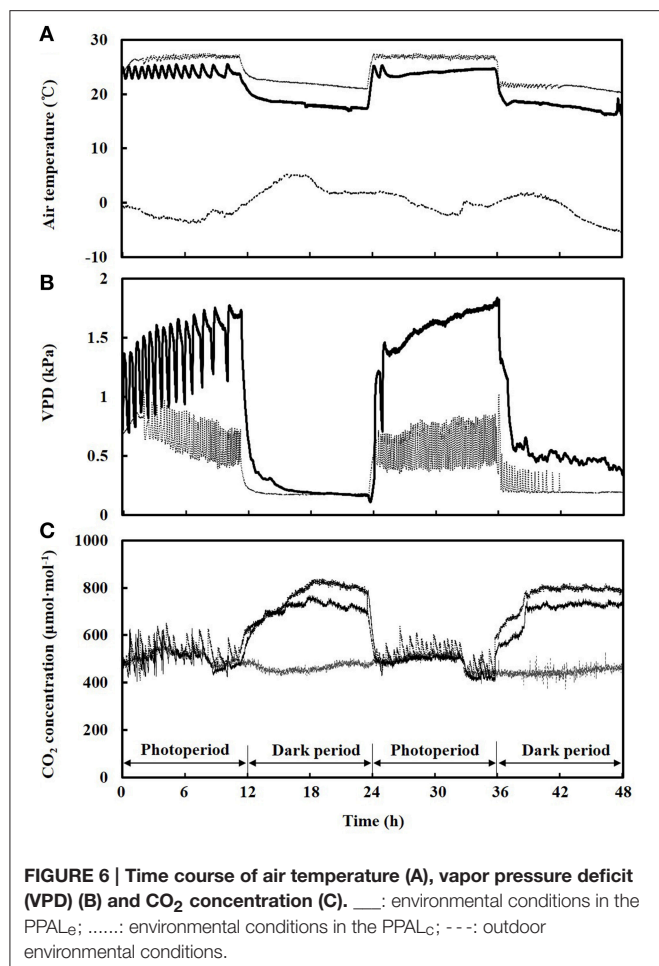 A
30
20
10
0
-10
Air temperature (℃)
B
2
1.5
1
0.5
0
VPD (kPa)
C
1000
800
600
400
200
0
CO₂ concentration (μmol·mol⁻¹)
Photoperiod Dark period Photoperiod Dark period
0 6 12 18 24 30 36 42 48
Time (h)
FIGURE 6 | Time course of air temperature (A), vapor pressure deficit
(VPD) (B) and CO₂ concentration (C). ___: environmental conditions in the
PPALₑ; ......: environmental conditions in the PPAL꜀; - - -: outdoor
environmental conditions.